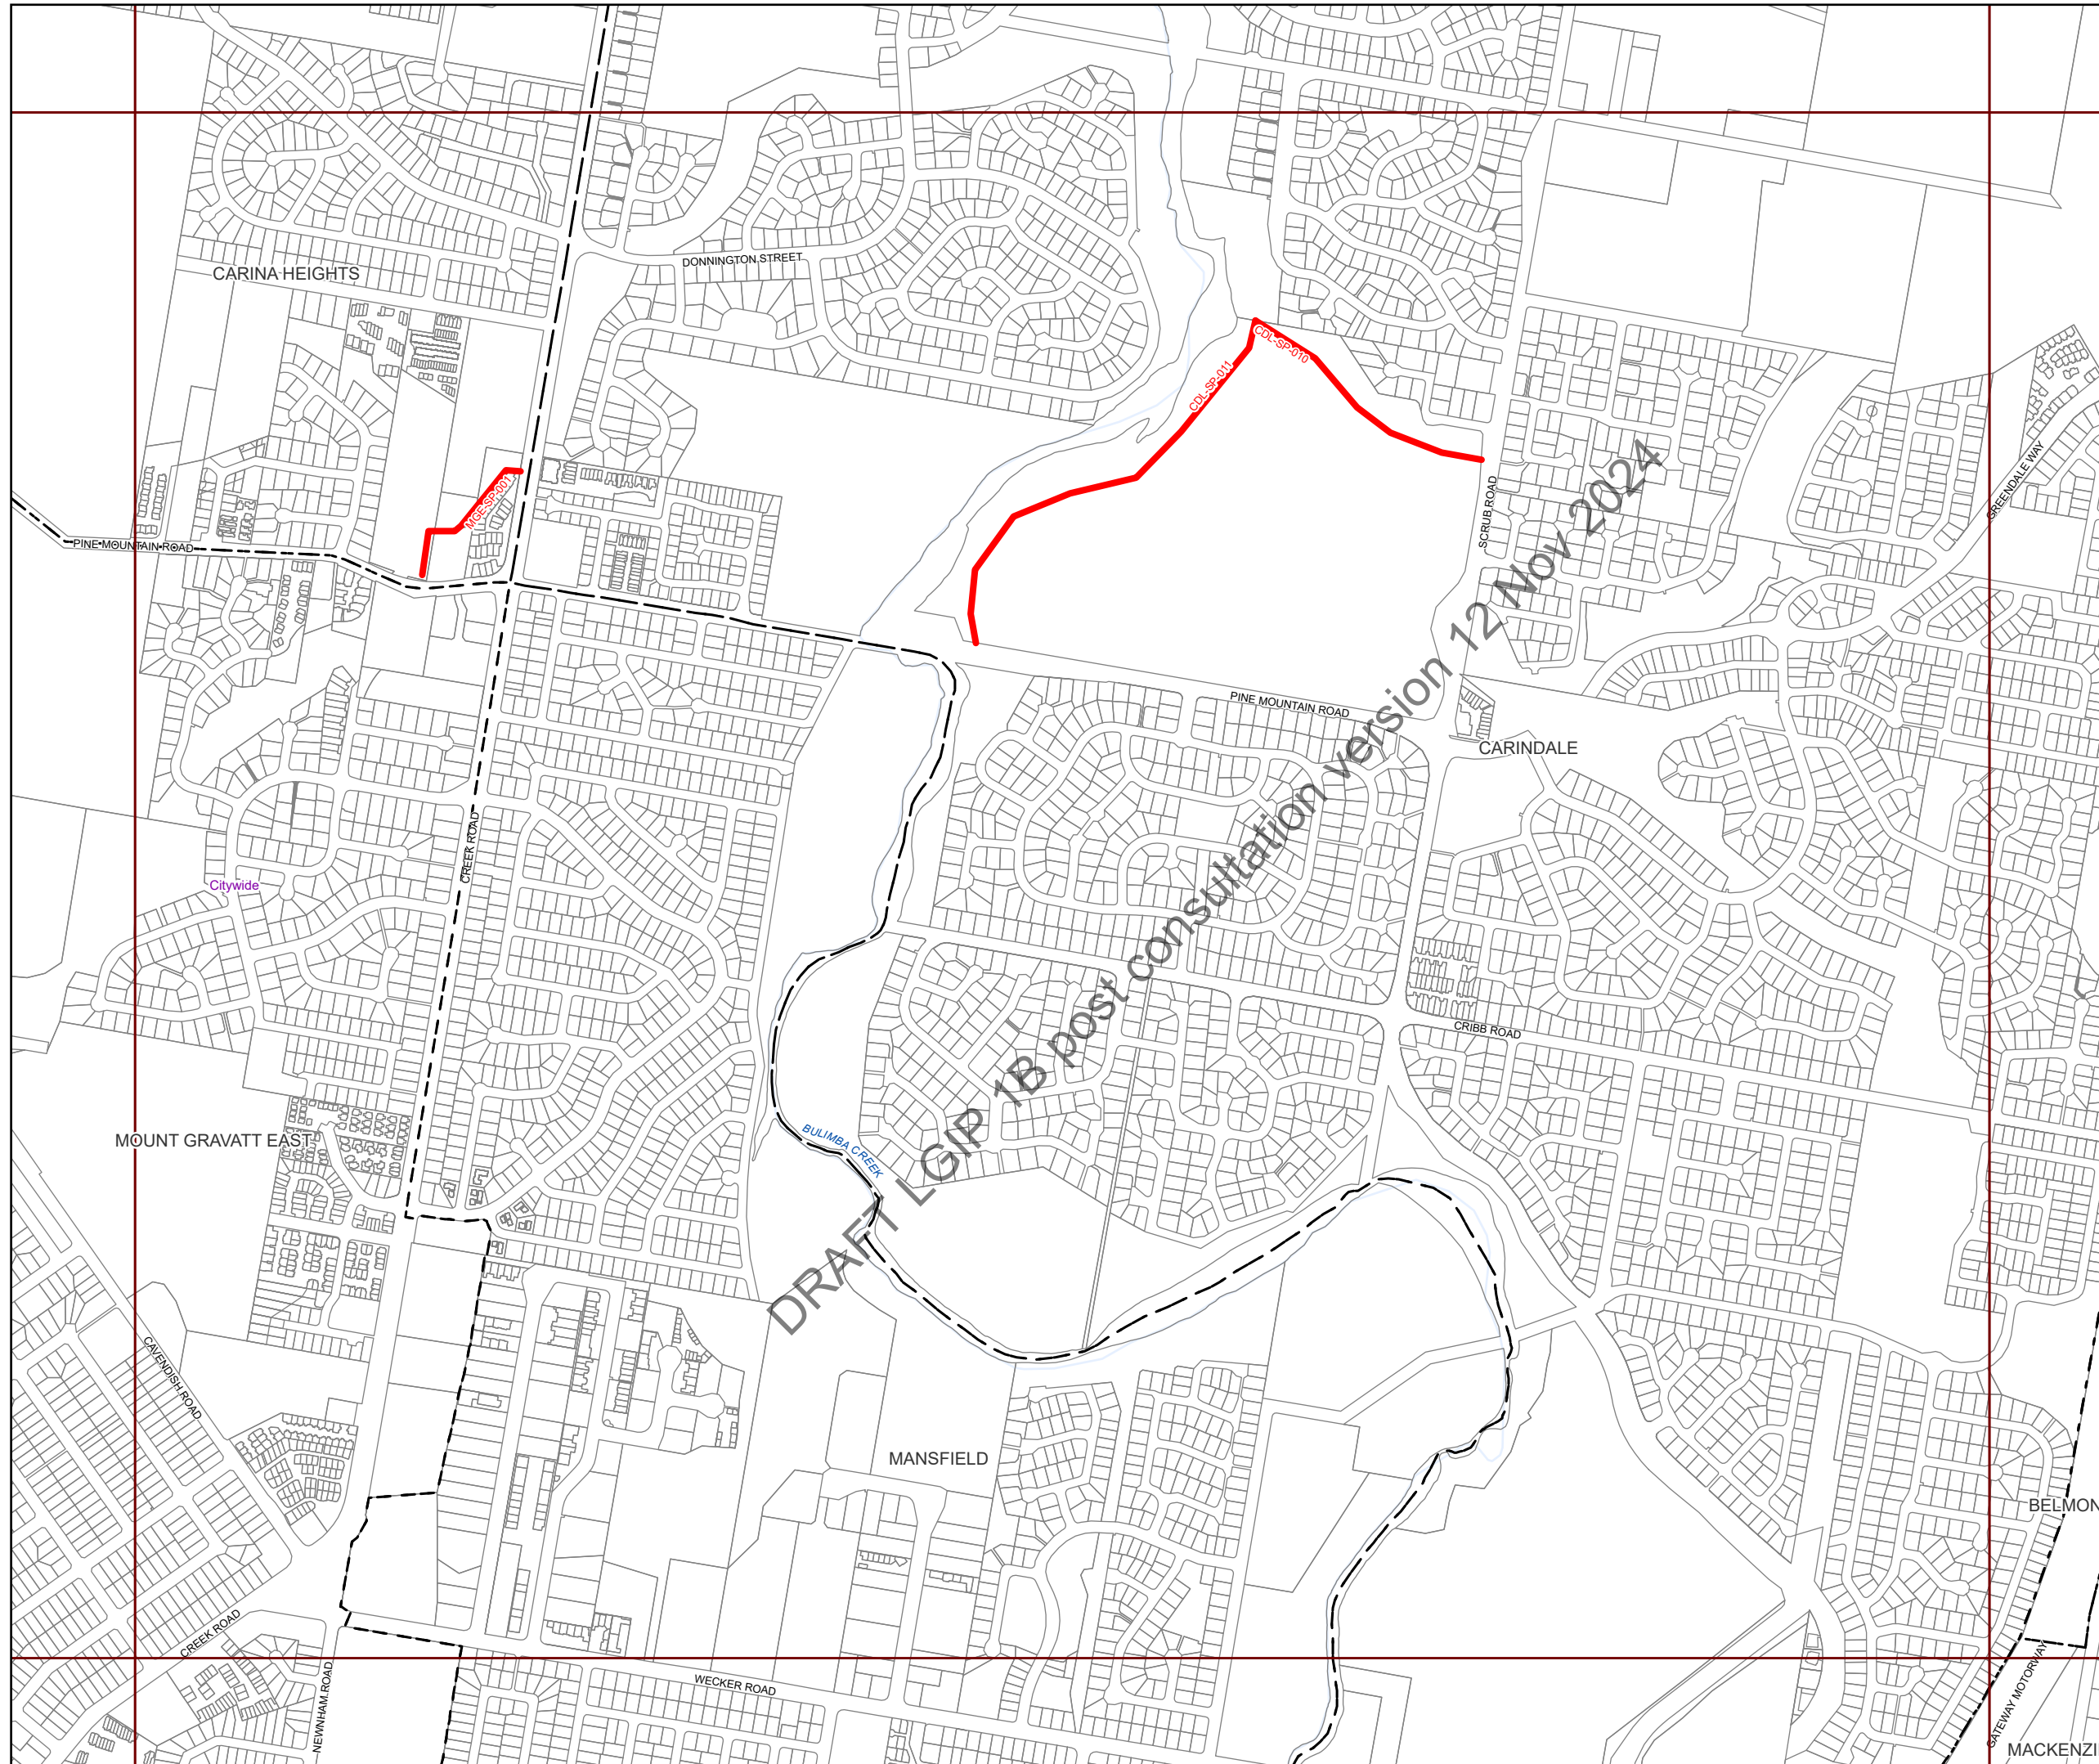 CARINA HEIGHTS
DONNINGTON STREET
CDL-SP-010
CDL-SP-011
MGE-SP-001
PINE MOUNTAIN ROAD
GREENDALE WAY
SCRUB ROAD
PINE MOUNTAIN ROAD
CARINDALE
CREEK ROAD
Citywide
DRAFT LGIP 1B post consultation version 12 Nov 2024
CRIBB ROAD
MOUNT GRAVATT EAST
BULIMBA CREEK
CAVENDISH ROAD
MANSFIELD
BELMON
CREEK ROAD
NEWNHAM ROAD
WECKER ROAD
GATEWAY MOTORWAY
MACKENZI